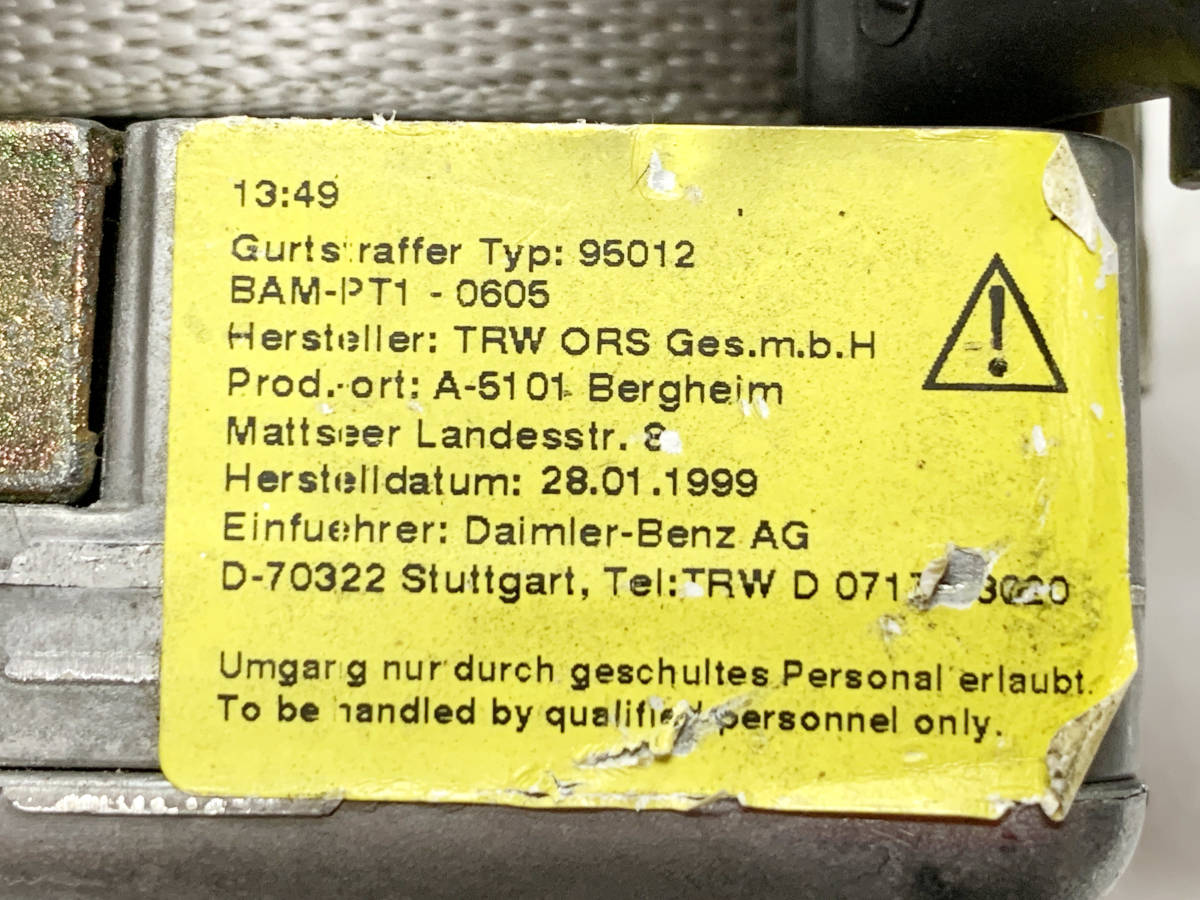 13:49
Gurtstraffer Typ: 95012
BAM-PT1 - 0605
Hersteller: TRW ORS Ges.m.b.H
Prod.-ort: A-5101 Bergheim
Mattseer Landesstr. 8
Herstelldatum: 28.01.1999
Einfuehrer: Daimler-Benz AG
D-70322 Stuttgart, Tel:TRW D
Umgang nur durch geschultes Personal erlaubt.
To be handled by qualified personnel only.